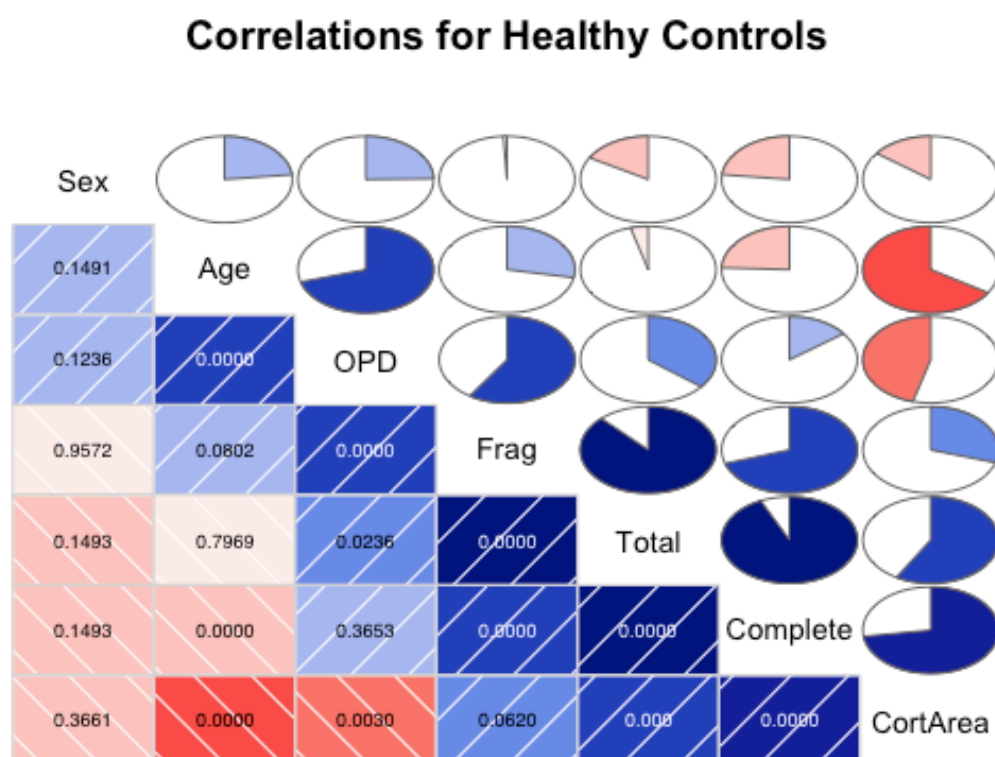 Correlations for Healthy Controls
Sex
0.1491 Age
0.1236 0.0000 OPD
0.9572 0.0802 0.0000 Frag
0.1493 0.7969 0.0236 0.0000 Total
0.1493 0.0000 0.3653 0.0000 0.0000 Complete
0.3661 0.0000 0.0030 0.0620 0.000 0.0000 CortArea